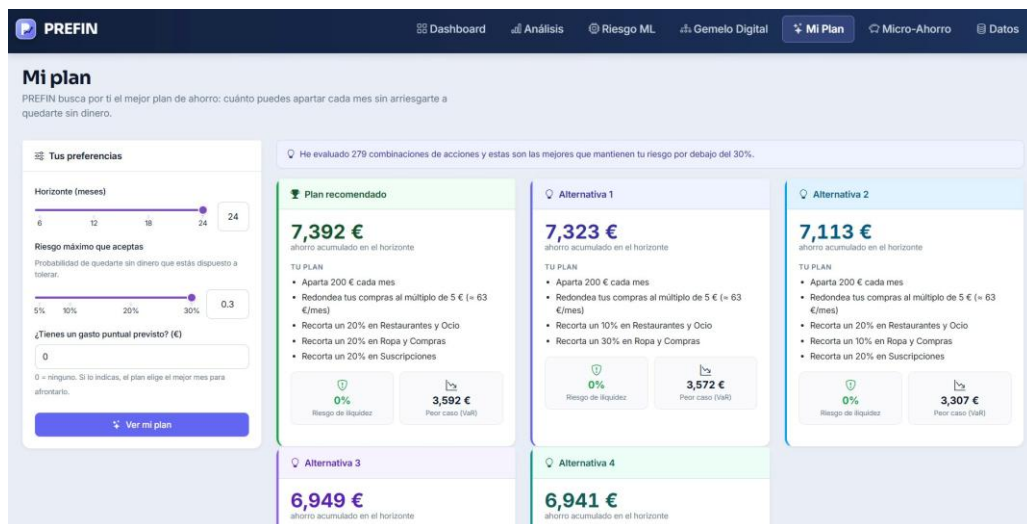 PREFIN
Dashboard
Análisis
Riesgo ML
Gemelo Digital
Mi Plan
Micro-Ahorro
Datos
Mi plan
PREFIN busca por ti el mejor plan de ahorro: cuánto puedes apartar cada mes sin arriesgarte a
quedarte sin dinero.
Tus preferencias
Horizonte (meses)
24
6 12 18 24
Riesgo máximo que aceptas
Probabilidad de quedarte sin dinero que estás dispuesto a
tolerar.
0.3
5% 10% 20% 30%
¿Tienes un gasto puntual previsto? (€)
0
0 = ninguno. Si lo indicas, el plan elige el mejor mes para
afrontarlo.
Ver mi plan
He evaluado 279 combinaciones de acciones y estas son las mejores que mantienen tu riesgo por debajo del 30%.
Plan recomendado
7,392 €
ahorro acumulado en el horizonte
TU PLAN
• Aparta 200 € cada mes
• Redondea tus compras al múltiplo de 5 € (≈ 63
€/mes)
• Recorta un 20% en Restaurantes y Ocio
• Recorta un 20% en Ropa y Compras
• Recorta un 20% en Suscripciones
0%
Riesgo de iliquidez
3,592 €
Peor caso (VaR)
Alternativa 1
7,323 €
ahorro acumulado en el horizonte
TU PLAN
• Aparta 200 € cada mes
• Redondea tus compras al múltiplo de 5 € (≈ 63
€/mes)
• Recorta un 10% en Restaurantes y Ocio
• Recorta un 30% en Ropa y Compras
0%
Riesgo de iliquidez
3,572 €
Peor caso (VaR)
Alternativa 2
7,113 €
ahorro acumulado en el horizonte
TU PLAN
• Aparta 200 € cada mes
• Redondea tus compras al múltiplo de 5 € (≈ 63
€/mes)
• Recorta un 20% en Restaurantes y Ocio
• Recorta un 10% en Ropa y Compras
• Recorta un 20% en Suscripciones
0%
Riesgo de iliquidez
3,307 €
Peor caso (VaR)
Alternativa 3
6,949 €
ahorro acumulado en el horizonte
Alternativa 4
6,941 €
ahorro acumulado en el horizonte